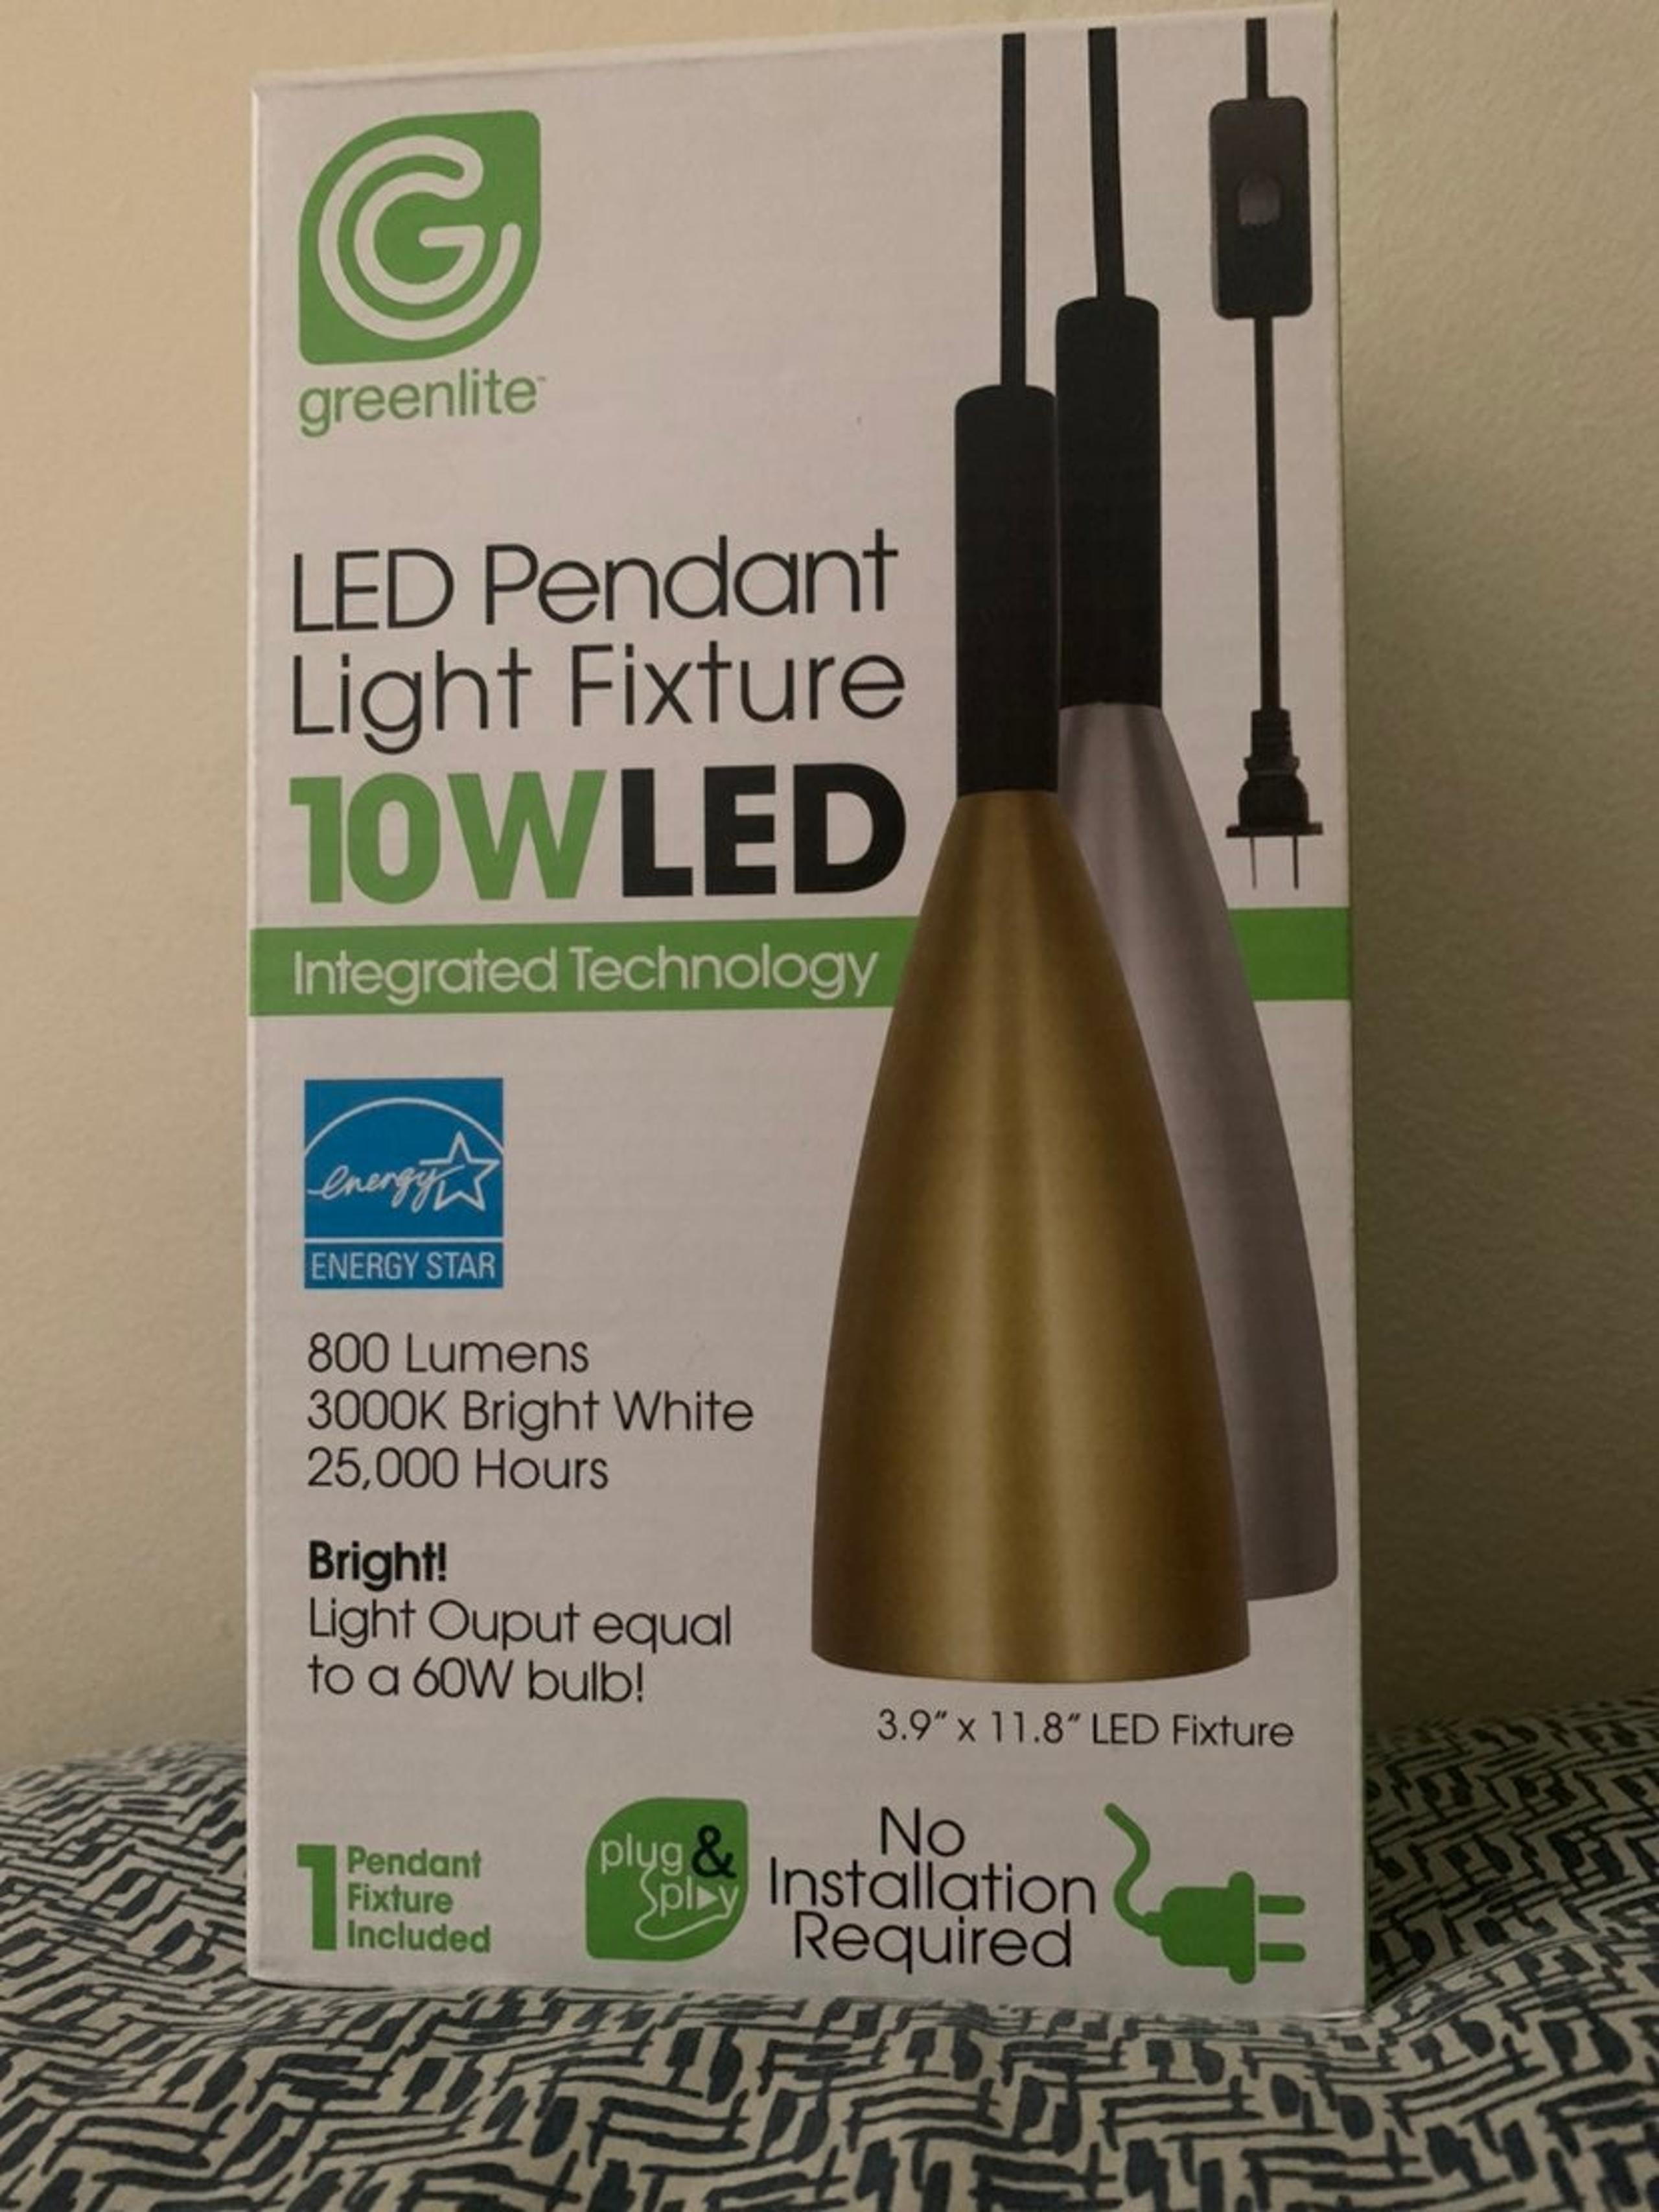 greenlite™
LED Pendant
Light Fixture
10WLED
Integrated Technology
energy
ENERGY STAR
800 Lumens
3000K Bright White
25,000 Hours
Bright!
Light Ouput equal
to a 60W bulb!
3.9" x 11.8" LED Fixture
1 Pendant
Fixture
Included
plug &
play
No
Installation
Required